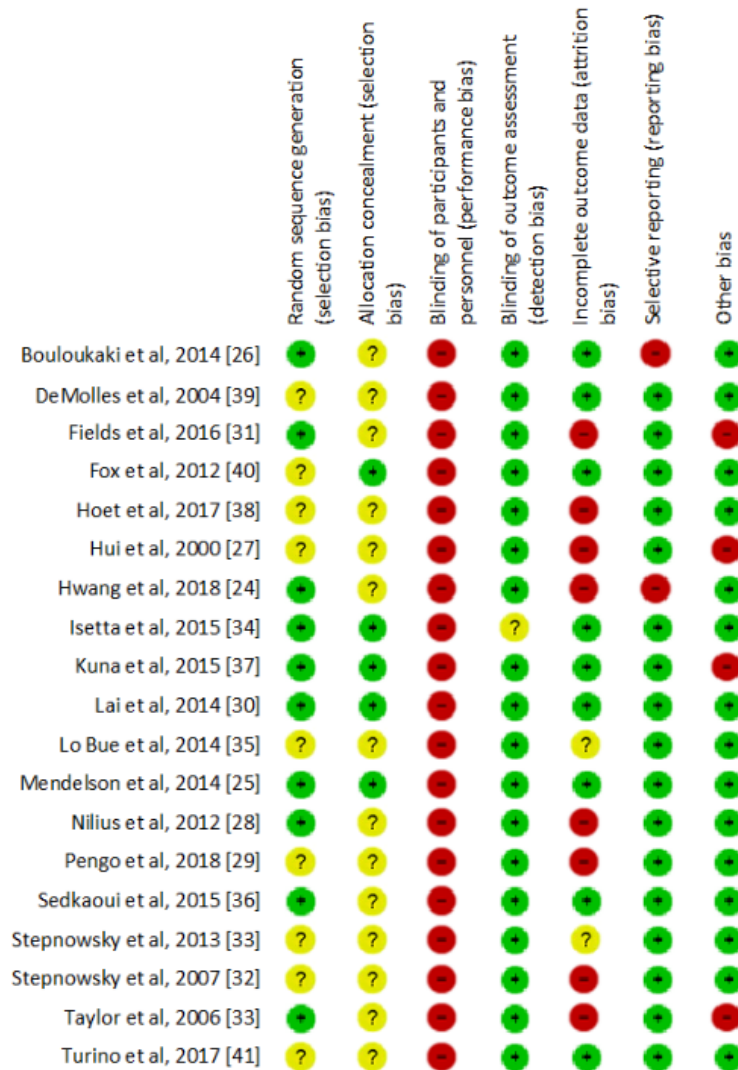 Random sequence generation
(selection bias)
Allocation concealment (selection
bias)
Blinding of participants and
personnel (performance bias)
Blinding of outcome assessment
(detection bias)
Incomplete outcome data (attrition
bias)
Selective reporting (reporting bias)
Other bias
Bouloukaki et al, 2014 [26] + ? - + + - +
DeMolles et al, 2004 [39] ? ? - + + + +
Fields et al, 2016 [31] + ? - + - + -
Fox et al, 2012 [40] ? + - + + + +
Hoet et al, 2017 [38] ? ? - + - + +
Hui et al, 2000 [27] ? ? - + - + -
Hwang et al, 2018 [24] + ? - + - - +
Isetta et al, 2015 [34] + + - ? + + +
Kuna et al, 2015 [37] + + - + + + -
Lai et al, 2014 [30] + + - + + + +
Lo Bue et al, 2014 [35] ? ? - + ? + +
Mendelson et al, 2014 [25] + + - + + + +
Nilius et al, 2012 [28] + ? - + - + +
Pengo et al, 2018 [29] ? ? - + - + +
Sedkaoui et al, 2015 [36] + ? - + + + +
Stepnowsky et al, 2013 [33] ? ? - + ? + +
Stepnowsky et al, 2007 [32] ? ? - + - + +
Taylor et al, 2006 [33] + ? - + - + -
Turino et al, 2017 [41] ? ? - + + + +